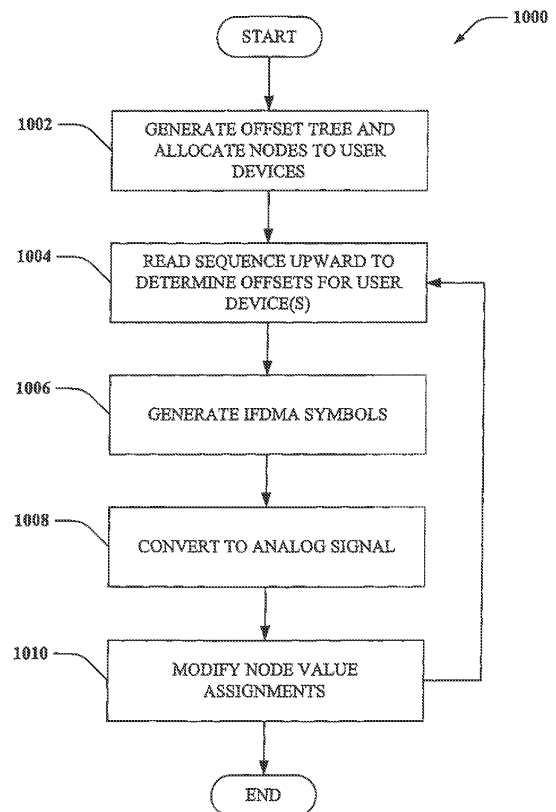 1000
START
1002
GENERATE OFFSET TREE AND
ALLOCATE NODES TO USER
DEVICES
1004
READ SEQUENCE UPWARD TO
DETERMINE OFFSETS FOR USER
DEVICE(S)
1006
GENERATE IFDMA SYMBOLS
1008
CONVERT TO ANALOG SIGNAL
1010
MODIFY NODE VALUE
ASSIGNMENTS
END